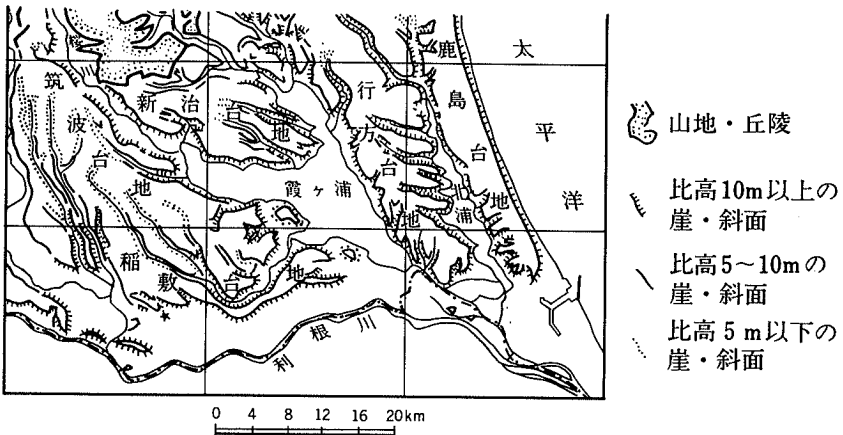 鹿島台地
太平洋
筑波台地
新治台地
行方台地
霞ヶ浦
北浦
稲敷台地
利根川
山地・丘陵
比高10m以上の
崖・斜面
比高5~10mの
崖・斜面
比高5m以下の
崖・斜面
0 4 8 12 16 20km